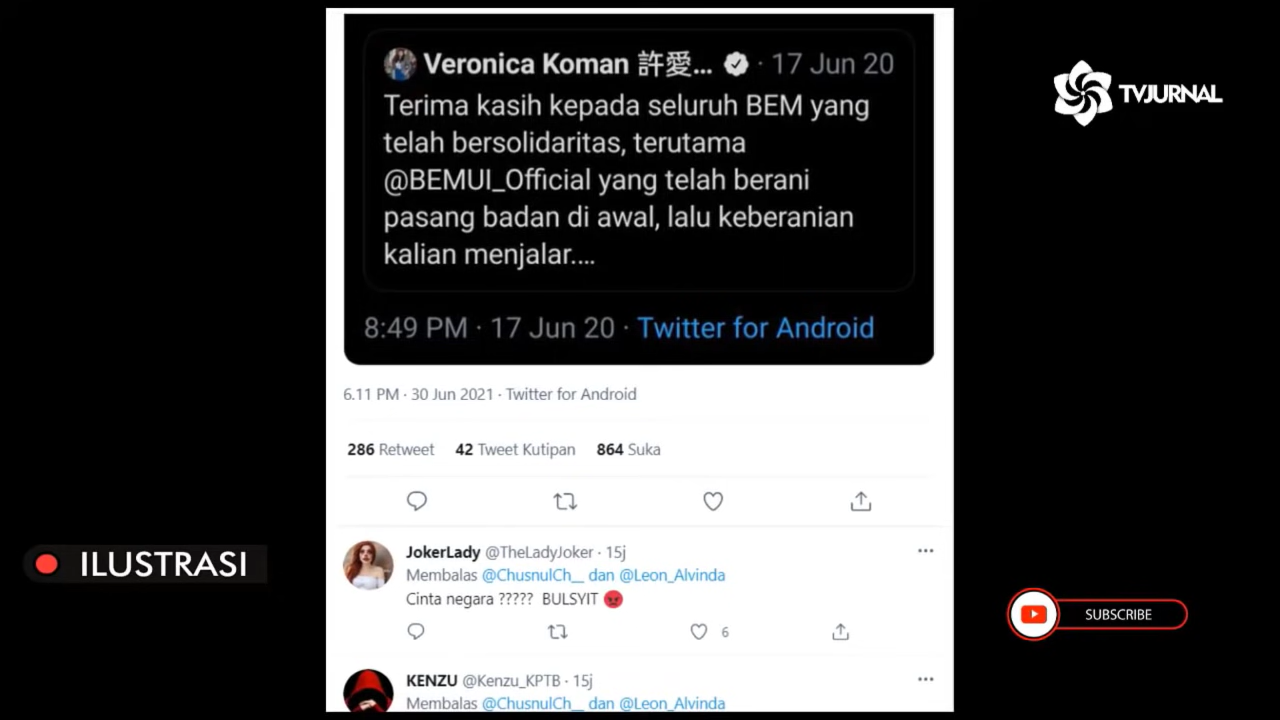 Veronica Koman 許愛... · 17 Jun 20
Terima kasih kepada seluruh BEM yang
telah bersolidaritas, terutama
@BEMUI_Official yang telah berani
pasang badan di awal, lalu keberanian
kalian menjalar....
8:49 PM · 17 Jun 20 · Twitter for Android
6.11 PM · 30 Jun 2021 · Twitter for Android
286 Retweet 42 Tweet Kutipan 864 Suka
JokerLady @TheLadyJoker · 15j
Membalas @ChusnulCh__ dan @Leon_Alvinda
Cinta negara ????? BULSYIT
6
KENZU @Kenzu_KPTB · 15j
Membalas @ChusnulCh__ dan @Leon_Alvinda
TVJURNAL
ILUSTRASI
SUBSCRIBE